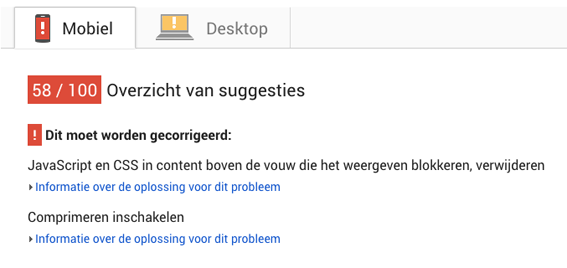 Mobiel
Desktop
58 / 100 Overzicht van suggesties
! Dit moet worden gecorrigeerd:
JavaScript en CSS in content boven de vouw die het weergeven blokkeren, verwijderen
Informatie over de oplossing voor dit probleem
Comprimeren inschakelen
Informatie over de oplossing voor dit probleem